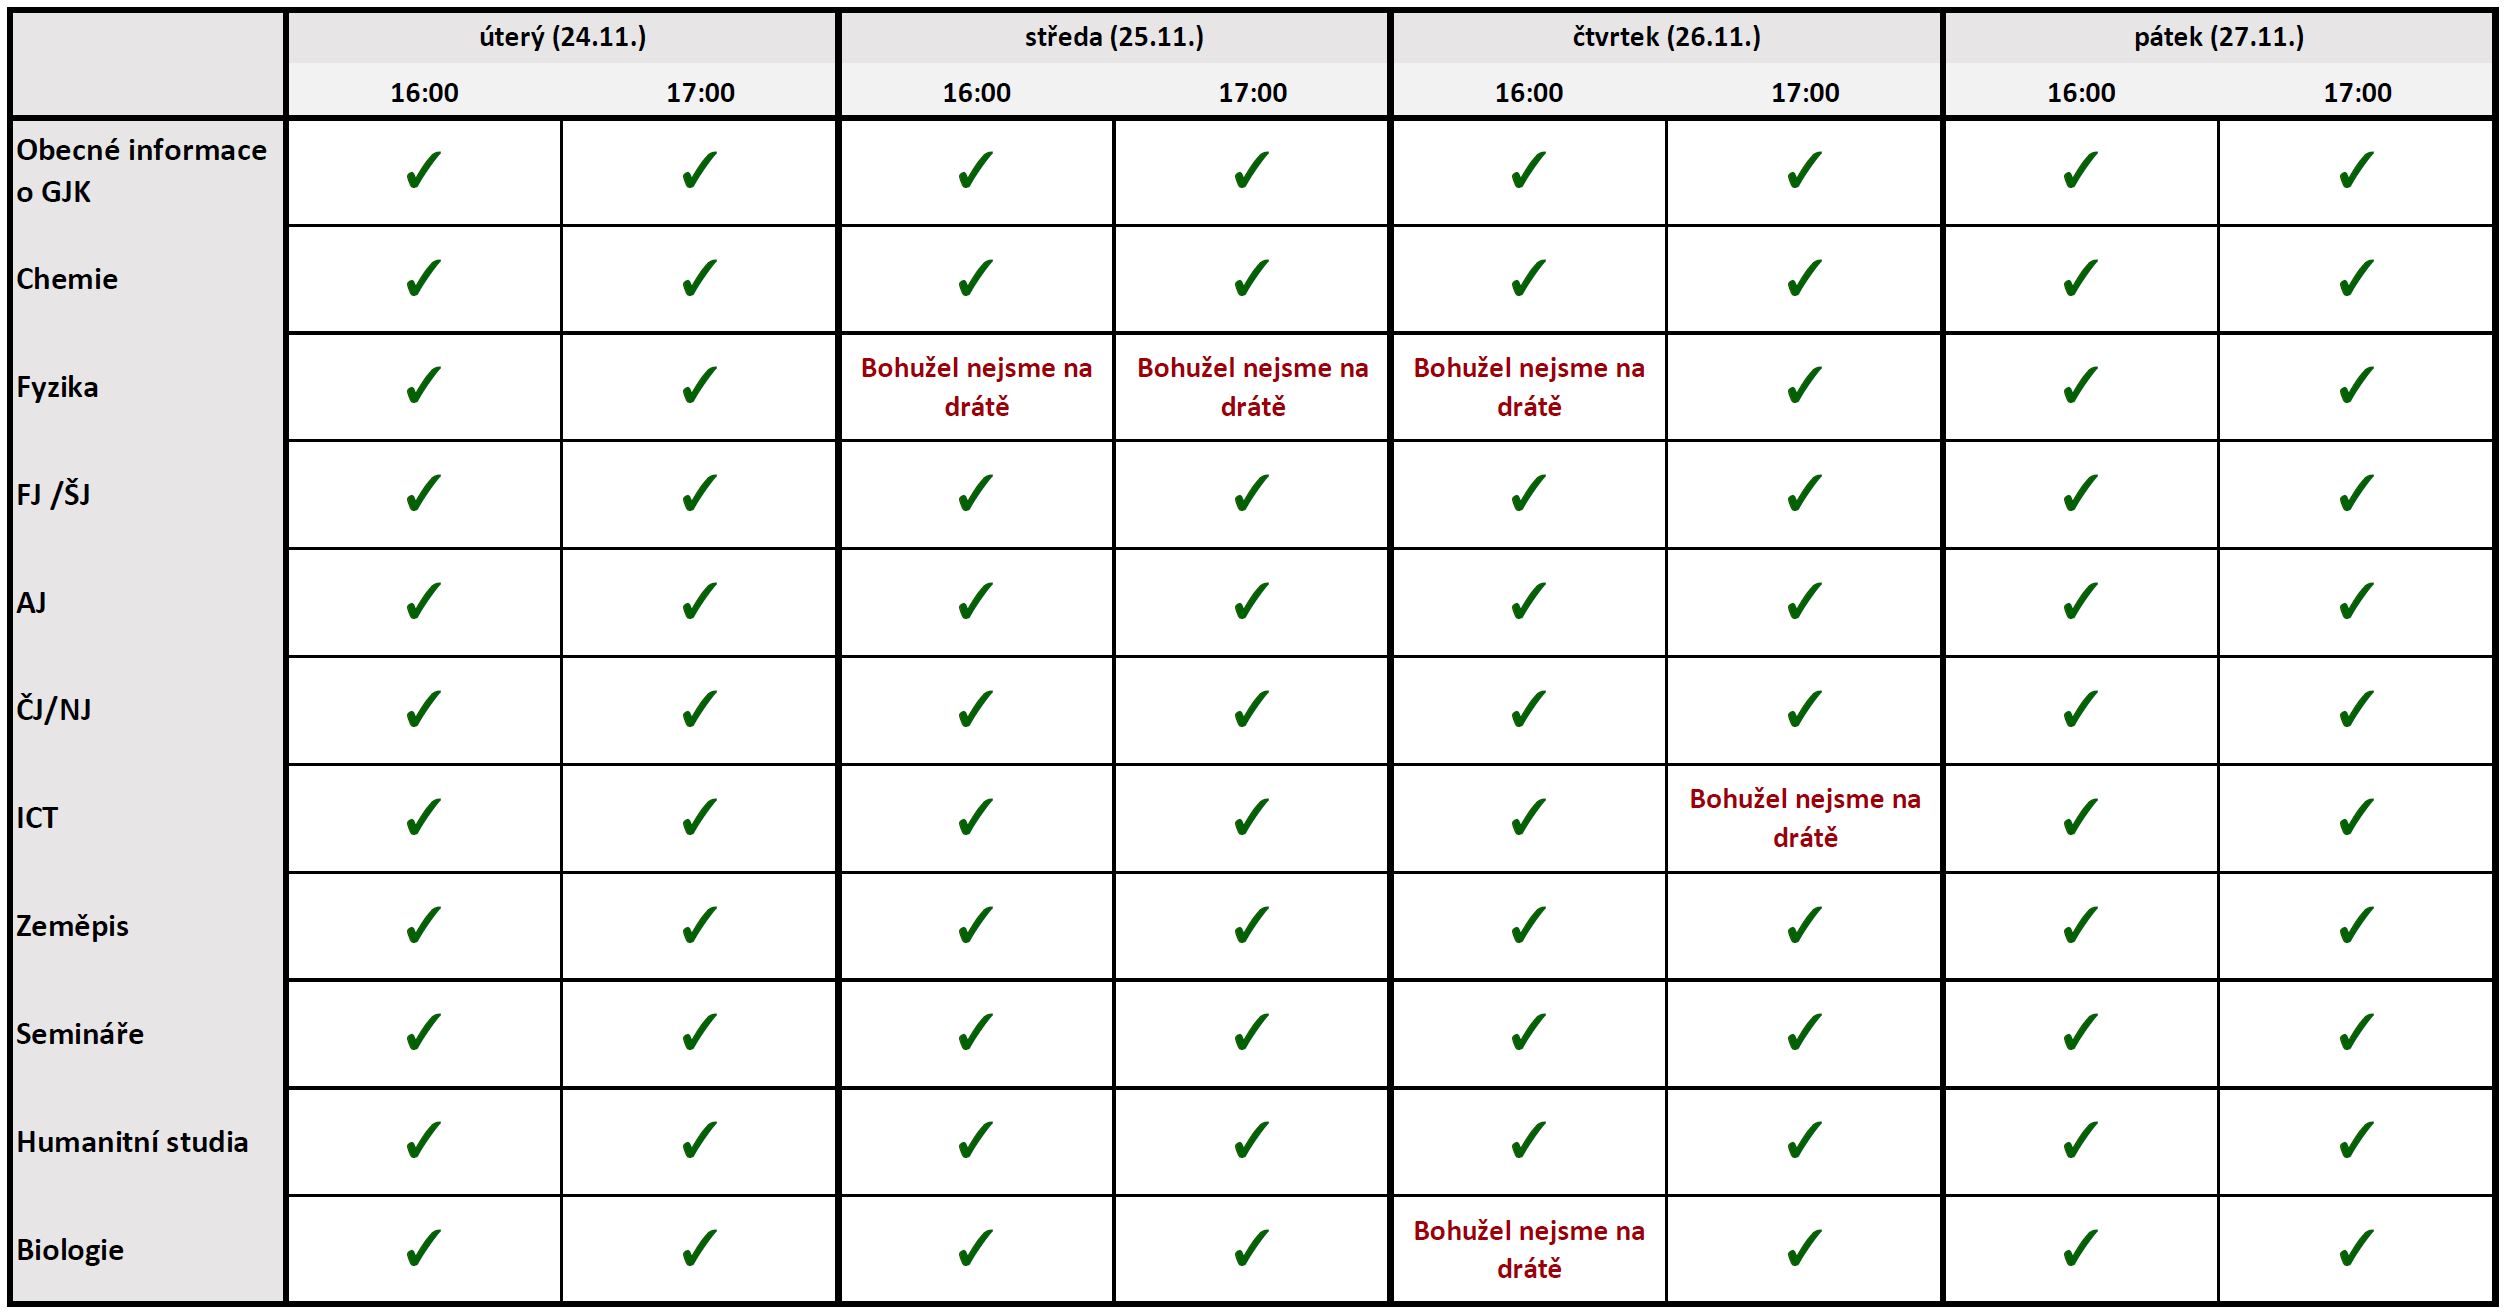 úterý (24.11.) středa (25.11.) čtvrtek (26.11.) pátek (27.11.)
16:00 17:00 16:00 17:00 16:00 17:00 16:00 17:00
Obecné informace
o GJK
✓ ✓ ✓ ✓ ✓ ✓ ✓ ✓
Chemie ✓ ✓ ✓ ✓ ✓ ✓ ✓ ✓
Fyzika ✓ ✓ Bohužel nejsme na Bohužel nejsme na Bohužel nejsme na ✓ ✓ ✓
drátě drátě drátě
FJ /ŠJ ✓ ✓ ✓ ✓ ✓ ✓ ✓ ✓
AJ ✓ ✓ ✓ ✓ ✓ ✓ ✓ ✓
ČJ/NJ ✓ ✓ ✓ ✓ ✓ ✓ ✓ ✓
ICT ✓ ✓ ✓ ✓ ✓ Bohužel nejsme na ✓ ✓
drátě
Zeměpis ✓ ✓ ✓ ✓ ✓ ✓ ✓ ✓
Semináře ✓ ✓ ✓ ✓ ✓ ✓ ✓ ✓
Humanitní studia ✓ ✓ ✓ ✓ ✓ ✓ ✓ ✓
Biologie ✓ ✓ ✓ ✓ Bohužel nejsme na ✓ ✓ ✓
drátě